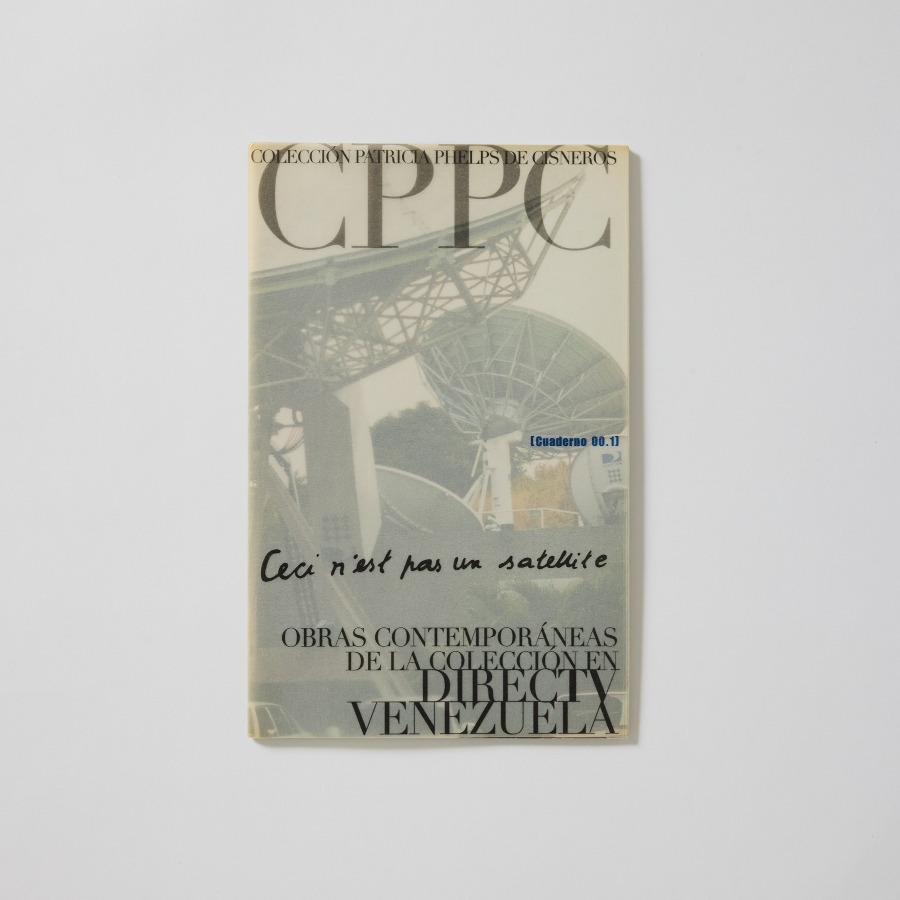 COLECCIÓN PATRICIA PHELPS DE CISNEROS
CPPC
[Cuaderno 00.1]
Ceci n'est pas un satellite
OBRAS CONTEMPORÁNEAS
DE LA COLECCIÓN EN
DIRECTV
VENEZUELA